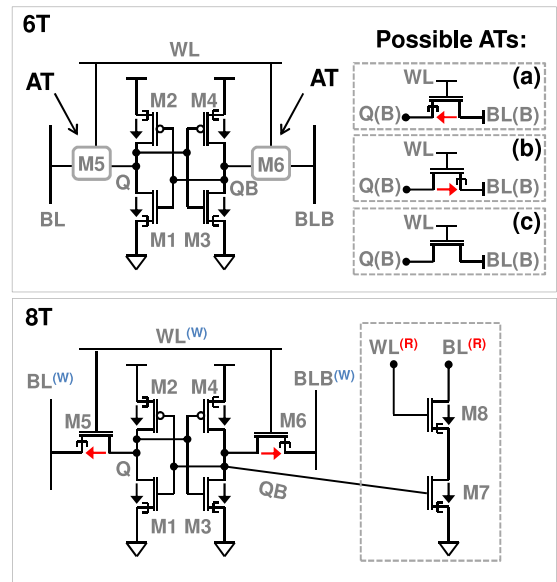 6T
WL
Possible ATs:
AT
AT
M2
M4
M5
M6
Q
QB
BL
BLB
M1
M3
(a)
WL
Q(B)
BL(B)
(b)
WL
Q(B)
BL(B)
(c)
WL
Q(B)
BL(B)
8T
WL(W)
WL(R)
BL(R)
BL(W)
M2
M4
BLB(W)
M5
M6
M8
Q
QB
M7
M1
M3